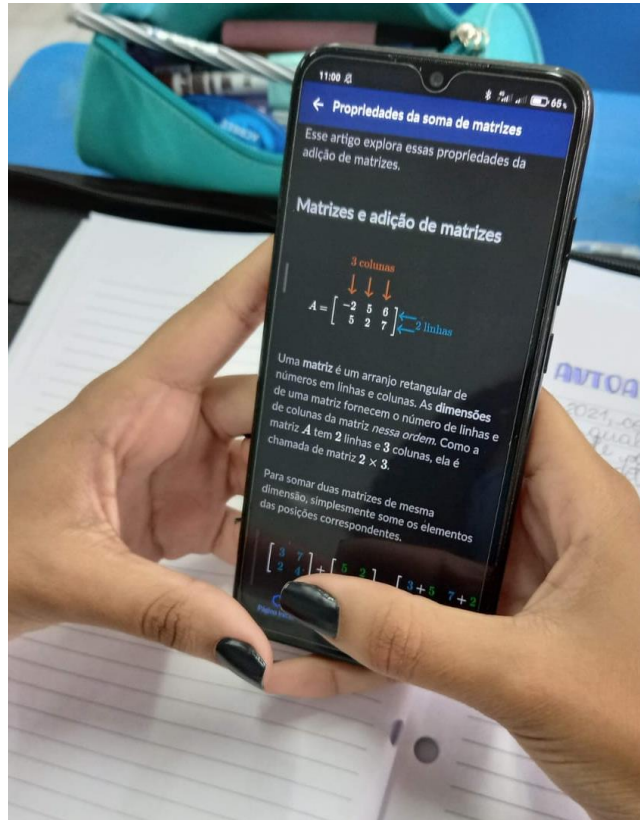 11:00
65%
← Propriedades da soma de matrizes
Esse artigo explora essas propriedades da
adição de matrizes.
Matrizes e adição de matrizes
3 colunas
↓ ↓ ↓
A = [ -2 5 6 ] ←
[ 5 2 7 ] ← 2 linhas
Uma matriz é um arranjo retangular de
números em linhas e colunas. As dimensões
de uma matriz fornecem o número de linhas e
de colunas da matriz nessa ordem. Como a
matriz A tem 2 linhas e 3 colunas, ela é
chamada de matriz 2 × 3.
Para somar duas matrizes de mesma
dimensão, simplesmente some os elementos
das posições correspondentes.
[ 3 7 ] + [ 5 2 ] [ 3+5 7+2
2 4
Página
AVTOA
2021,